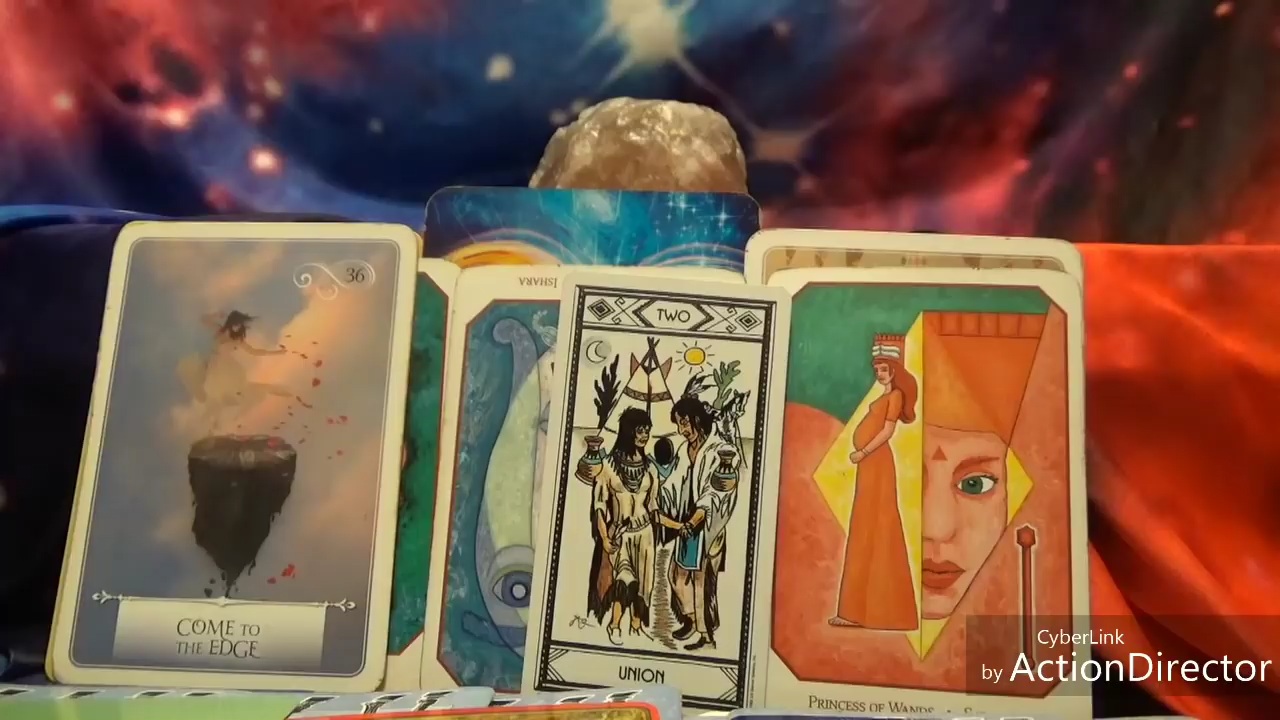 36
COME TO
THE EDGE
ISHARA
TWO
UNION
PRINCESS OF WANDS
CyberLink
by ActionDirector